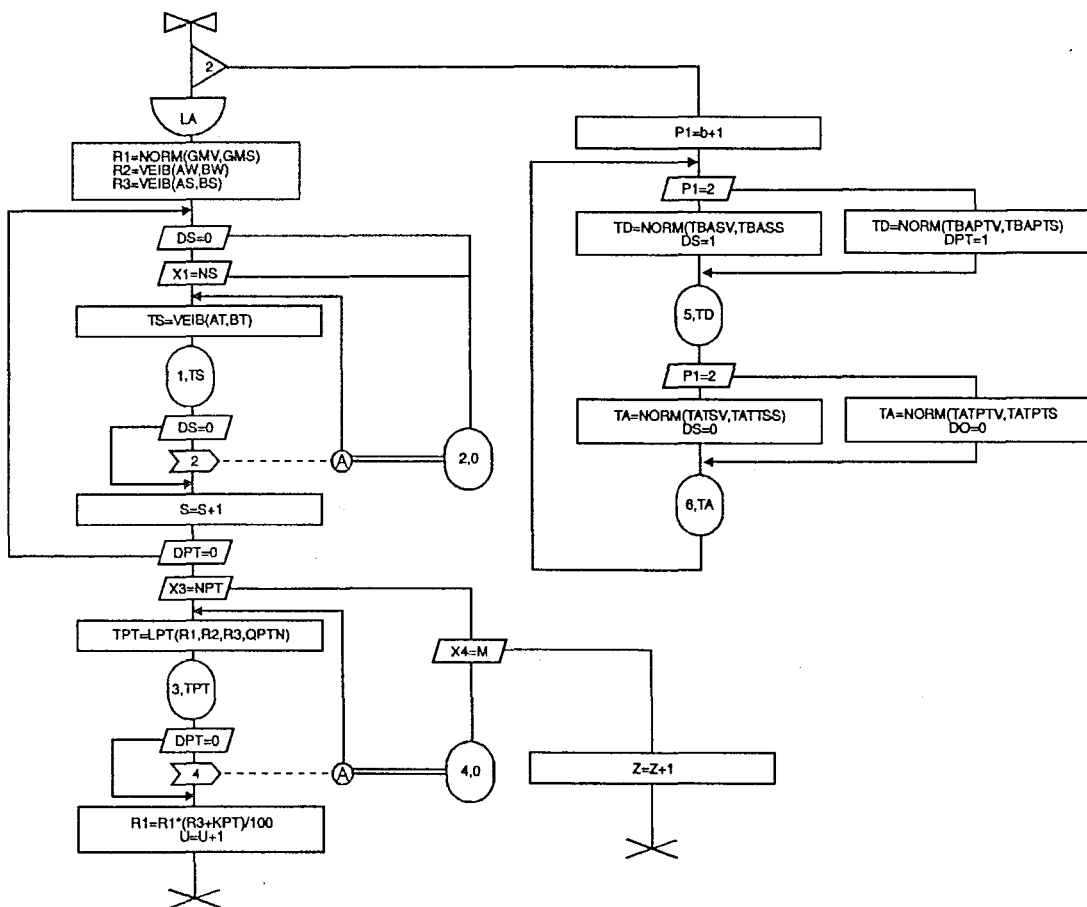 2
LA
R1=NORM(GMV,GMS)
R2=VEIB(AW,BW)
R3=VEIB(AS,BS)
DS=0
X1=NS
TS=VEIB(AT,BT)
1,TS
DS=0
2
A
2,0
S=S+1
DPT=0
X3=NPT
TPT=LPT(R1,R2,R3,QPTN)
3,TPT
DPT=0
4
A
4,0
R1=R1*(R3+KPT)/100
U=U+1
X4=M
Z=Z+1
P1=b+1
P1=2
TD=NORM(TBASV,TBASS
DS=1
TD=NORM(TBAPTV,TBAPTS)
DPT=1
5,TD
P1=2
TA=NORM(TATSV,TATTSS)
DS=0
TA=NORM(TATPTV,TATPTS
DO=0
6,TA